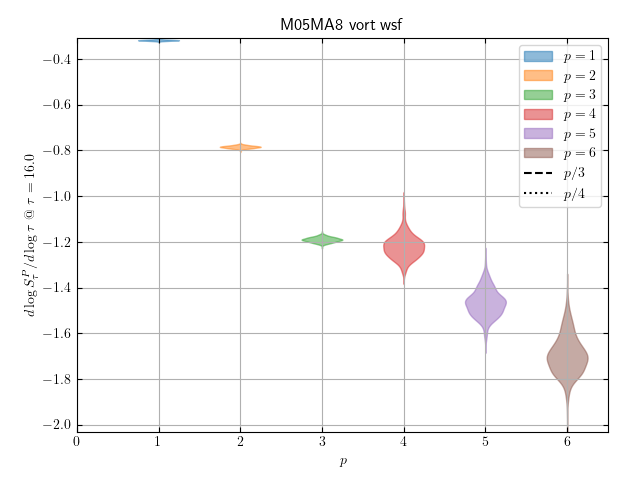 M05MA8 vort wsf
d log S_τ^P / d log τ @ τ = 16.0
−0.4
−0.6
−0.8
−1.0
−1.2
−1.4
−1.6
−1.8
−2.0
0 1 2 3 4 5 6
p
p = 1
p = 2
p = 3
p = 4
p = 5
p = 6
p/3
p/4